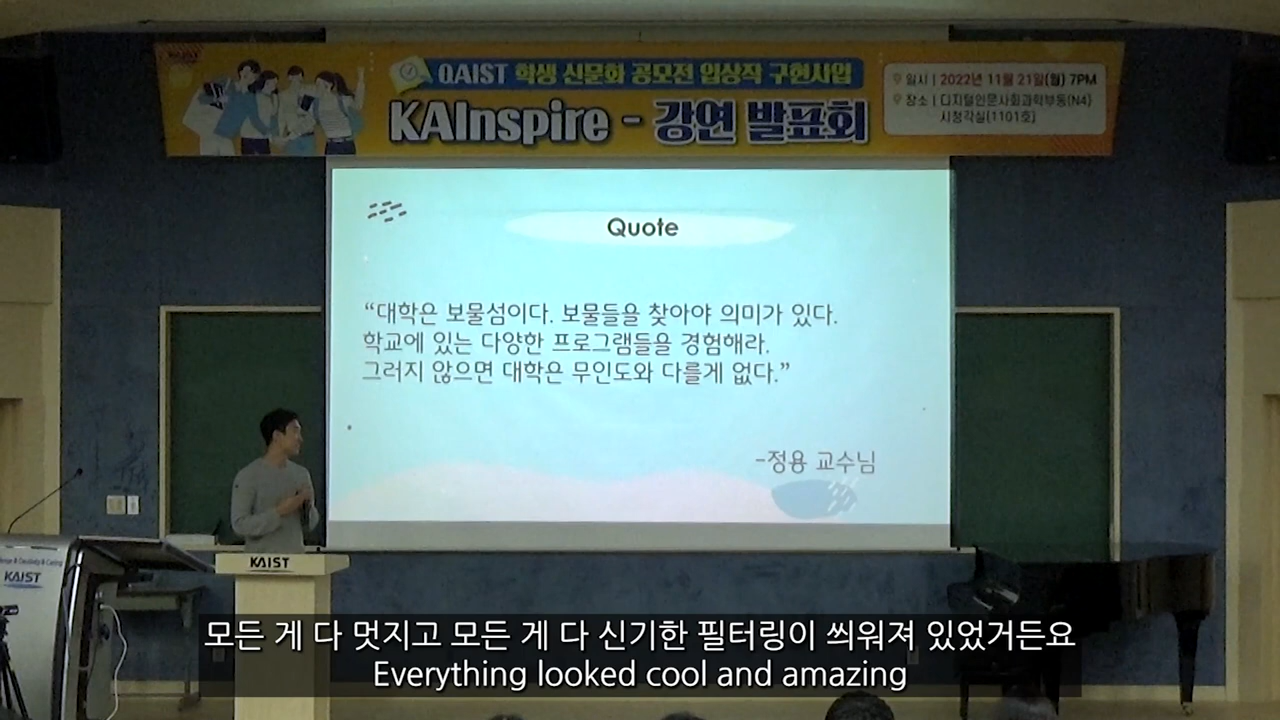 QAIST 학생 신문화 공모전 입상작 구현사업
KAInspire - 강연 발표회
일시 | 2022년 11월 21일(월) 7PM
장소 | 디지털인문사회과학부동(N4)
시청각실(1101호)
Quote
“대학은 보물섬이다. 보물들을 찾아야 의미가 있다.
학교에 있는 다양한 프로그램들을 경험해라.
그러지 않으면 대학은 무인도와 다를게 없다.”
-정용 교수님
KAIST
KAIST
모든 게 다 멋지고 모든 게 다 신기한 필터링이 씌워져 있었거든요
Everything looked cool and amazing